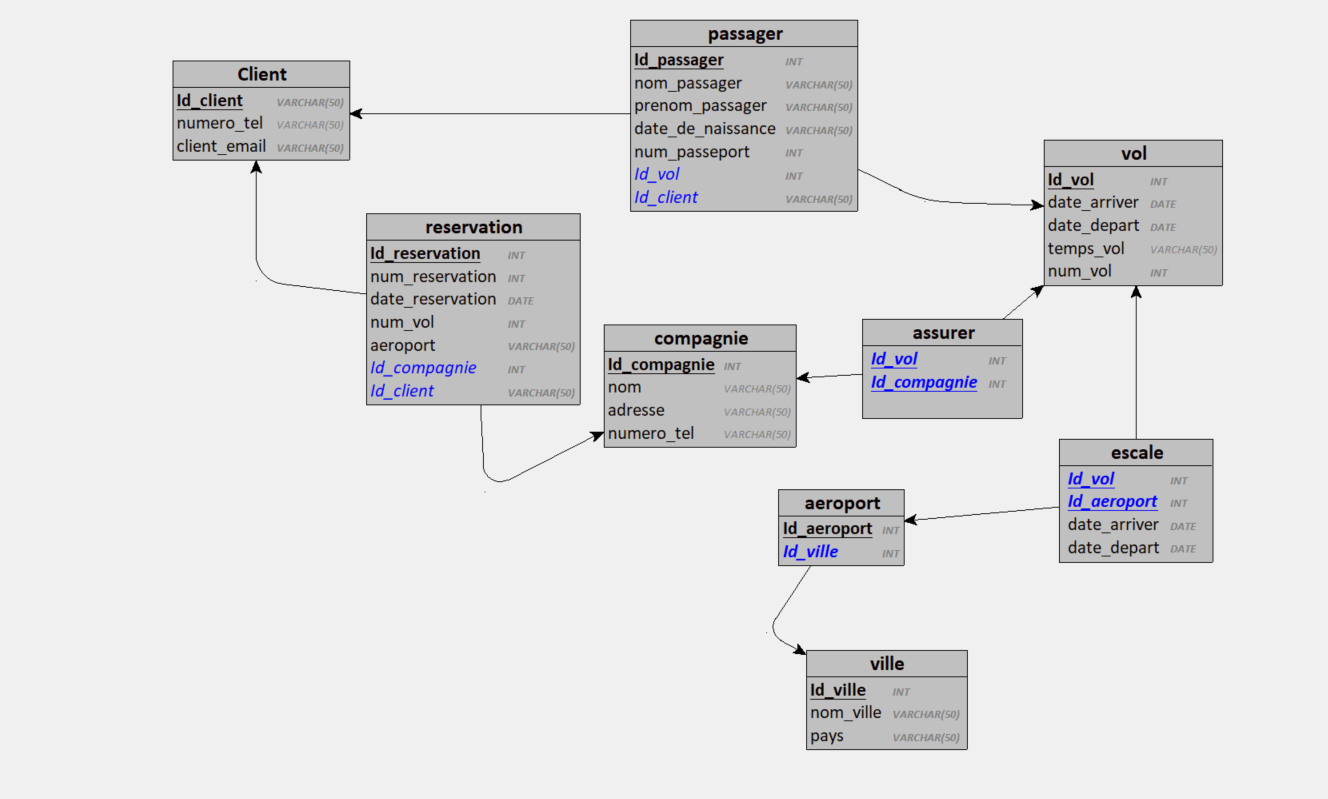 passager
Id_passager INT
nom_passager VARCHAR(50)
prenom_passager VARCHAR(50)
date_de_naissance VARCHAR(50)
num_passeport INT
Id_vol INT
Id_client VARCHAR(50)
Client
Id_client VARCHAR(50)
numero_tel VARCHAR(50)
client_email VARCHAR(50)
vol
Id_vol INT
date_arriver DATE
date_depart DATE
temps_vol VARCHAR(50)
num_vol INT
reservation
Id_reservation INT
num_reservation INT
date_reservation DATE
num_vol INT
aeroport VARCHAR(50)
Id_compagnie INT
Id_client VARCHAR(50)
compagnie
Id_compagnie INT
nom VARCHAR(50)
adresse VARCHAR(50)
numero_tel VARCHAR(50)
assurer
Id_vol INT
Id_compagnie INT
escale
Id_vol INT
Id_aeroport INT
date_arriver DATE
date_depart DATE
aeroport
Id_aeroport INT
Id_ville INT
ville
Id_ville INT
nom_ville VARCHAR(50)
pays VARCHAR(50)